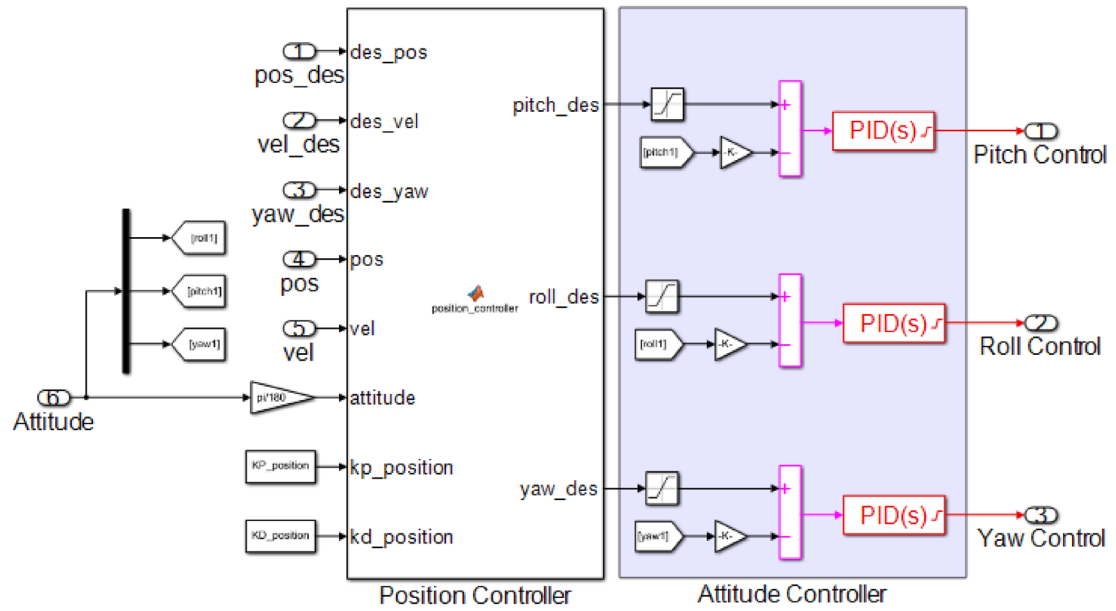 1
pos_des
2
vel_des
3
yaw_des
4
pos
5
vel
6
Attitude
[roll1]
[pitch1]
[yaw1]
pi/180
KP_position
KD_position
des_pos
des_vel
des_yaw
pos
vel
attitude
kp_position
kd_position
position_controller
pitch_des
roll_des
yaw_des
Position Controller
[pitch1]
-K-
+
−
PID(s)
1
Pitch Control
[roll1]
-K-
+
−
PID(s)
2
Roll Control
[yaw1]
-K-
+
−
PID(s)
3
Yaw Control
Attitude Controller